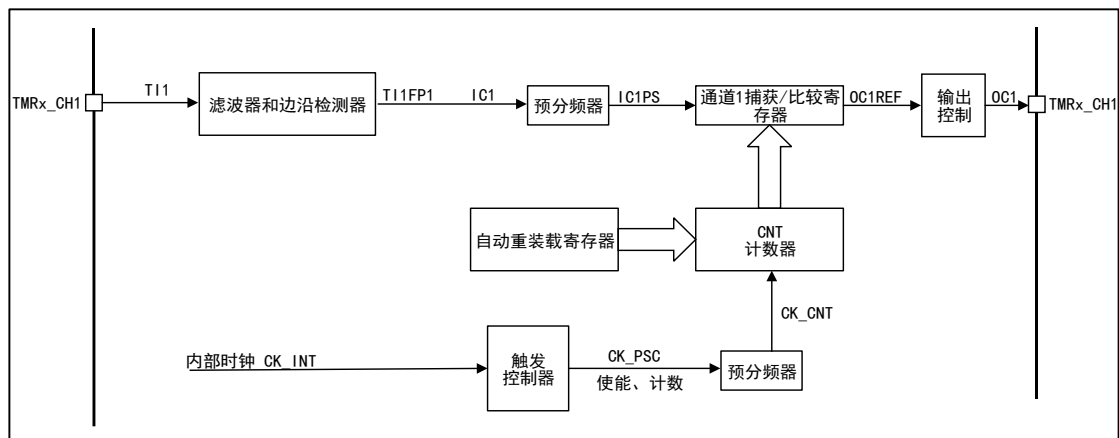 TMRx_CH1
TI1
滤波器和边沿检测器
TI1FP1
IC1
预分频器
IC1PS
通道1捕获/比较寄
存器
OC1REF
输出
控制
OC1
TMRx_CH1
自动重装载寄存器
CNT
计数器
CK_CNT
内部时钟 CK_INT
触发
控制器
CK_PSC
使能、计数
预分频器